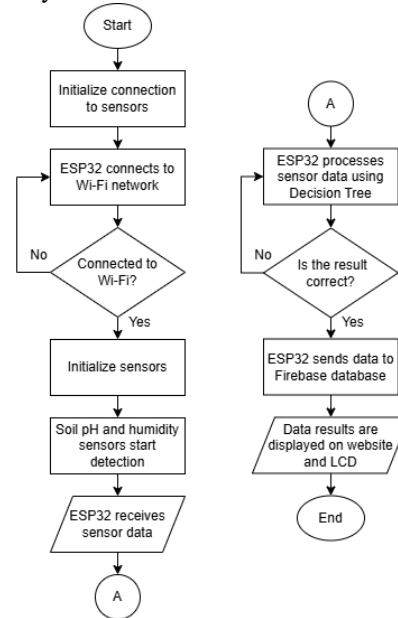 Start
Initialize connection
to sensors
ESP32 connects to
Wi-Fi network
No
Connected to
Wi-Fi?
Yes
Initialize sensors
Soil pH and humidity
sensors start
detection
ESP32 receives
sensor data
A
A
ESP32 processes
sensor data using
Decision Tree
No
Is the result
correct?
Yes
ESP32 sends data to
Firebase database
Data results are
displayed on website
and LCD
End